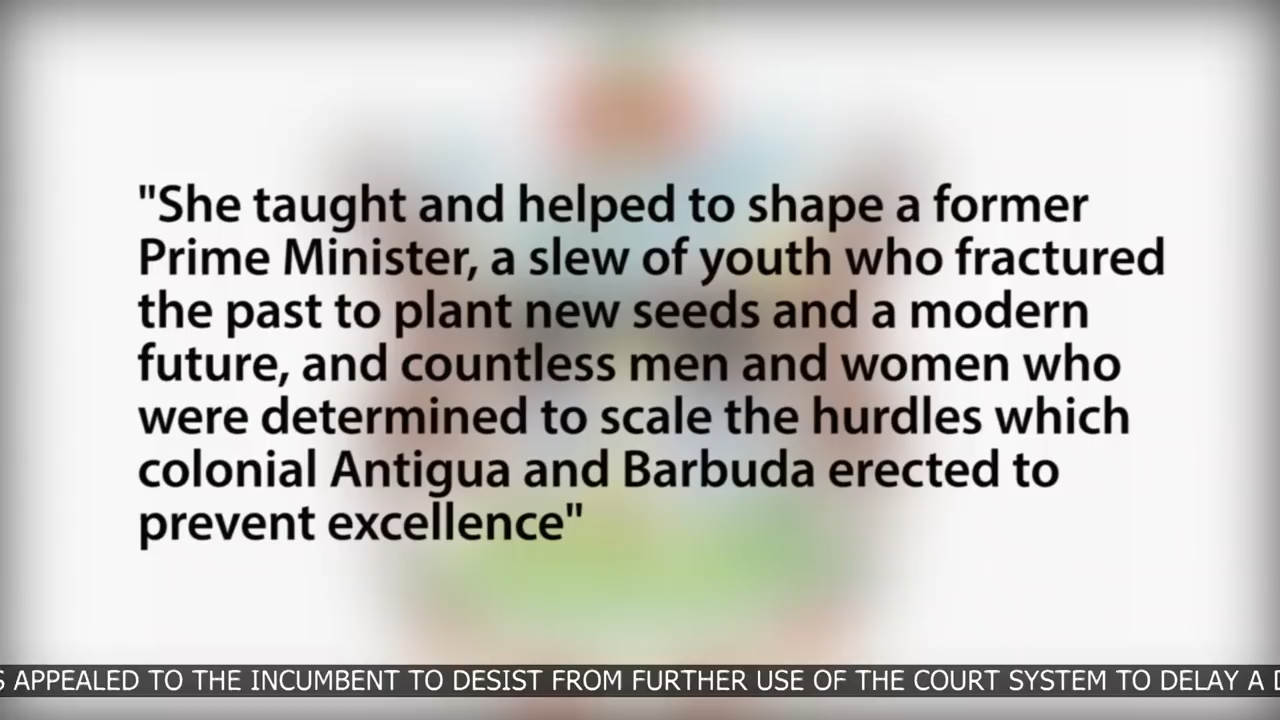 "She taught and helped to shape a former
Prime Minister, a slew of youth who fractured
the past to plant new seeds and a modern
future, and countless men and women who
were determined to scale the hurdles which
colonial Antigua and Barbuda erected to
prevent excellence"
APPEALED TO THE INCUMBENT TO DESIST FROM FURTHER USE OF THE COURT SYSTEM TO DELAY A